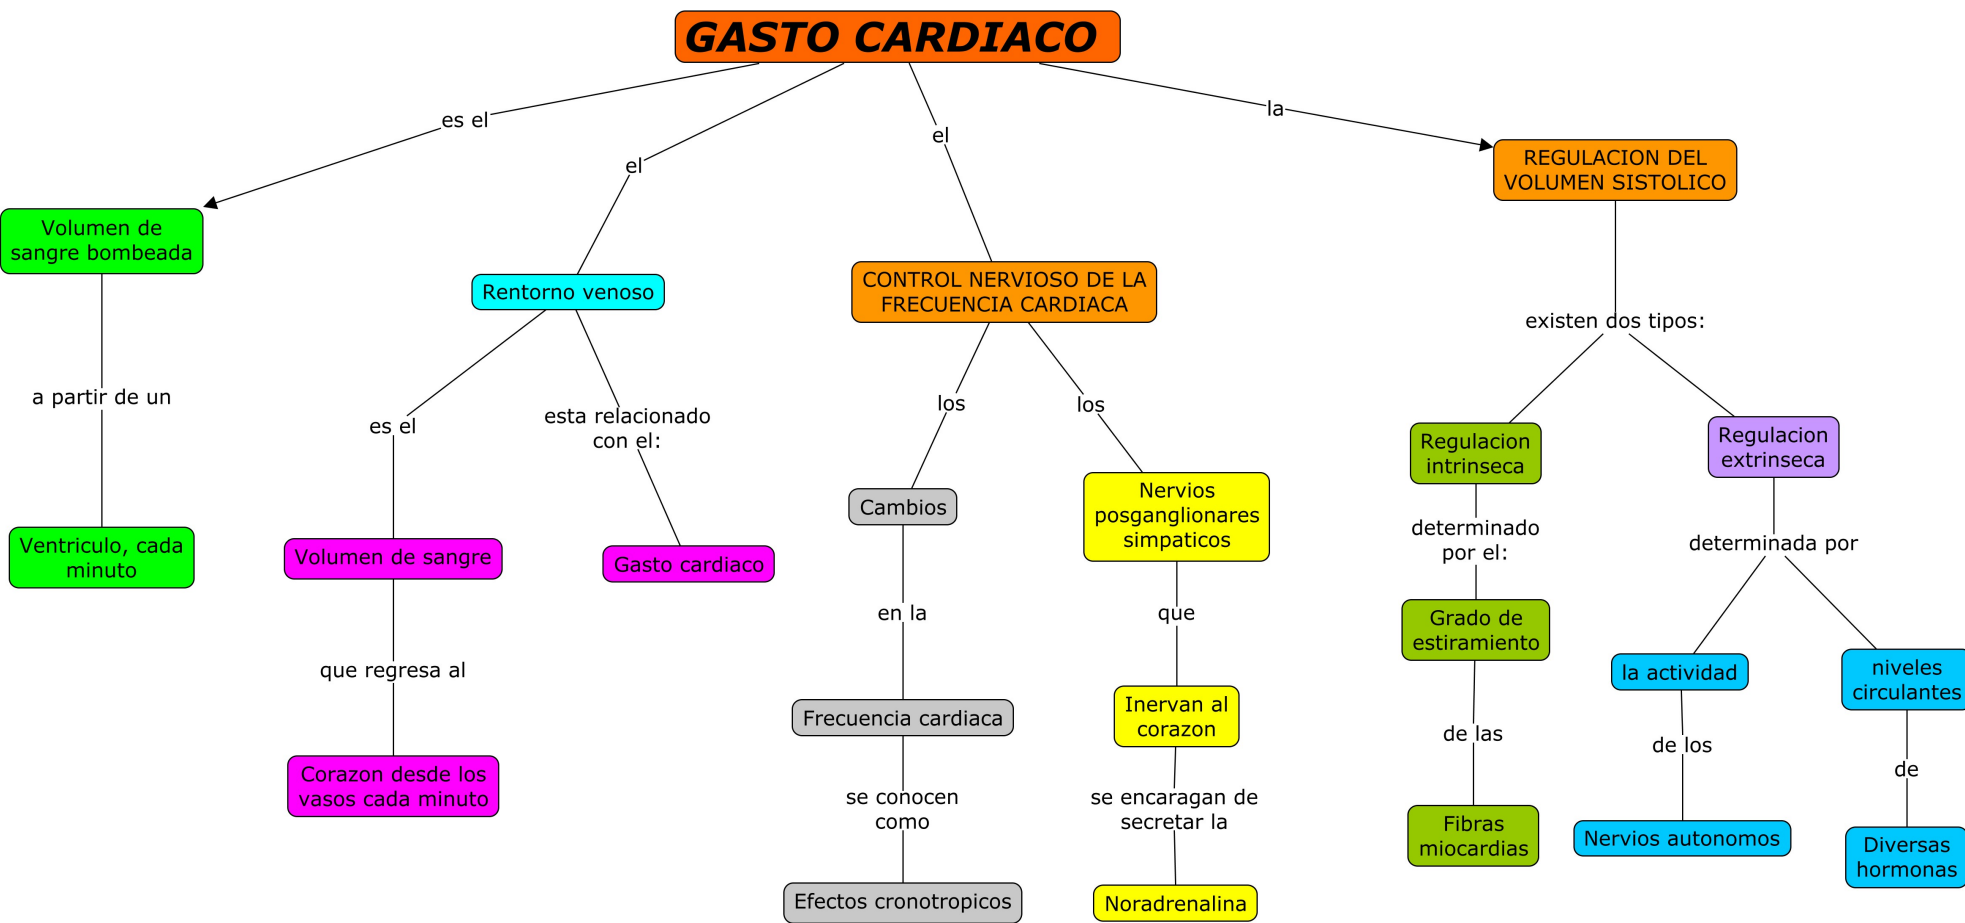 GASTO CARDIACO
es el
el
el
la
Volumen de
sangre bombeada
a partir de un
Ventriculo, cada
minuto
Rentorno venoso
es el
Volumen de sangre
que regresa al
Corazon desde los
vasos cada minuto
esta relacionado
con el:
Gasto cardiaco
CONTROL NERVIOSO DE LA
FRECUENCIA CARDIACA
los
Cambios
en la
Frecuencia cardiaca
se conocen
como
Efectos cronotropicos
los
Nervios
posganglionares
simpaticos
que
Inervan al
corazon
se encaragan de
secretar la
Noradrenalina
REGULACION DEL
VOLUMEN SISTOLICO
existen dos tipos:
Regulacion
intrinseca
determinado
por el:
Grado de
estiramiento
de las
Fibras
miocardias
Regulacion
extrinseca
determinada por
la actividad
de los
Nervios autonomos
niveles
circulantes
de
Diversas
hormonas